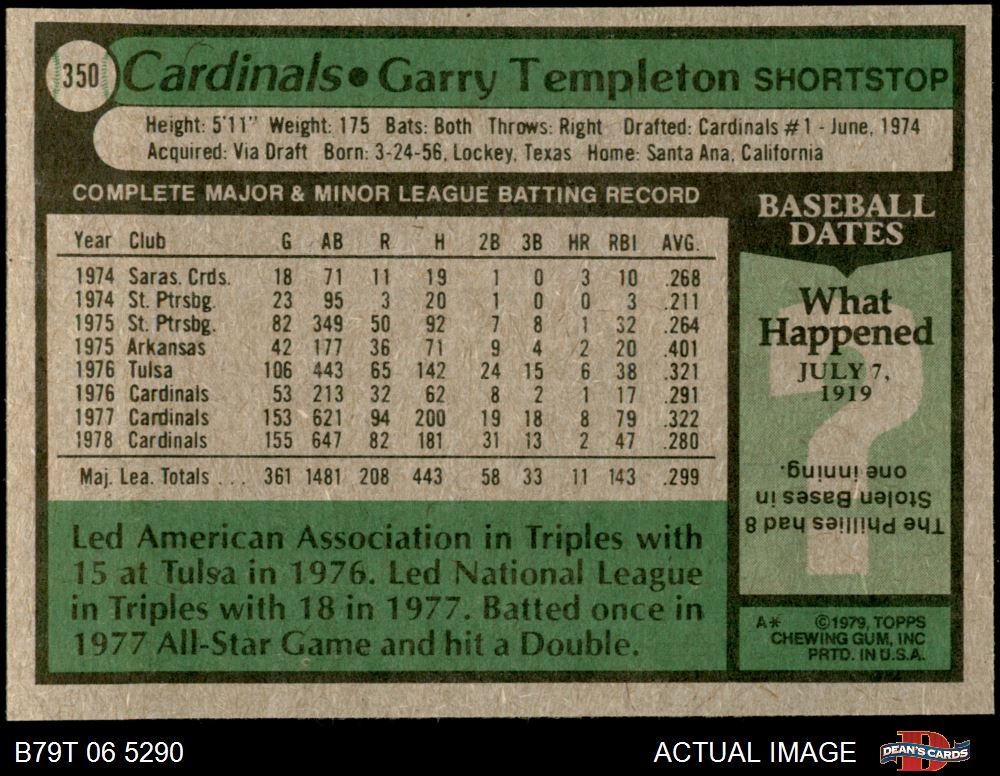 350 Cardinals • Garry Templeton SHORTSTOP
Height: 5'11" Weight: 175 Bats: Both Throws: Right Drafted: Cardinals #1 - June, 1974
Acquired: Via Draft Born: 3-24-56, Lockey, Texas Home: Santa Ana, California
COMPLETE MAJOR & MINOR LEAGUE BATTING RECORD
Year Club G AB R H 2B 3B HR RBI AVG.
1974 Saras. Crds. 18 71 11 19 1 0 3 10 .268
1974 St. Ptrsbg. 23 95 3 20 1 0 0 3 .211
1975 St. Ptrsbg. 82 349 50 92 7 8 1 32 .264
1975 Arkansas 42 177 36 71 9 4 2 20 .401
1976 Tulsa 106 443 65 142 24 15 6 38 .321
1976 Cardinals 53 213 32 62 8 2 1 17 .291
1977 Cardinals 153 621 94 200 19 18 8 79 .322
1978 Cardinals 155 647 82 181 31 13 2 47 .280
Maj. Lea. Totals . . . 361 1481 208 443 58 33 11 143 .299
Led American Association in Triples with
15 at Tulsa in 1976. Led National League
in Triples with 18 in 1977. Batted once in
1977 All-Star Game and hit a Double.
BASEBALL
DATES
What
Happened
JULY 7,
1919
The Phillies had 8
Stolen Bases in
one inning.
A* ©1979, TOPPS
CHEWING GUM, INC
PRTD. IN U.S.A.
B79T 06 5290
ACTUAL IMAGE
D
DEAN'S CARDS